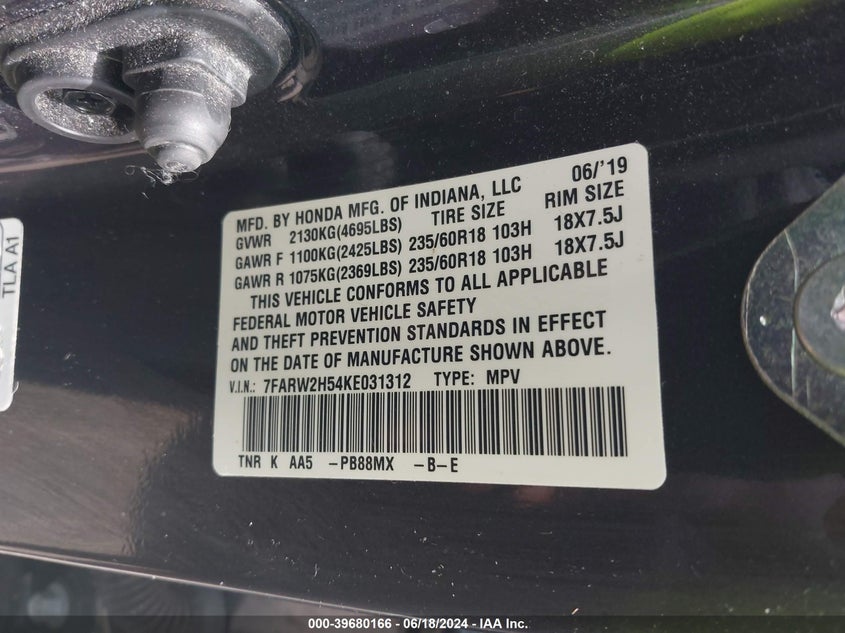 MFD. BY HONDA MFG. OF INDIANA, LLC 06/'19
GVWR 2130KG(4695LBS) TIRE SIZE RIM SIZE
GAWR F 1100KG(2425LBS) 235/60R18 103H 18X7.5J
GAWR R 1075KG(2369LBS) 235/60R18 103H 18X7.5J
THIS VEHICLE CONFORMS TO ALL APPLICABLE
FEDERAL MOTOR VEHICLE SAFETY
AND THEFT PREVENTION STANDARDS IN EFFECT
ON THE DATE OF MANUFACTURE SHOWN ABOVE.
V.I.N.: 7FARW2H54KE031312 TYPE: MPV
TNR K AA5 -PB88MX -B-E
TLA A1
000-39680166 - 06/18/2024 - IAA Inc.